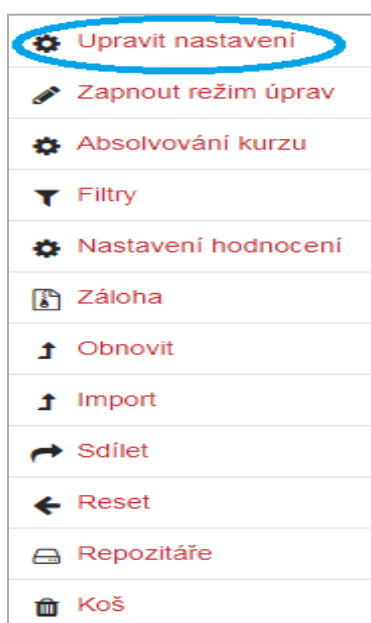 Upravit nastavení
Zapnout režim úprav
Absolvování kurzu
Filtry
Nastavení hodnocení
Záloha
Obnovit
Import
Sdílet
Reset
Repozitáře
Koš